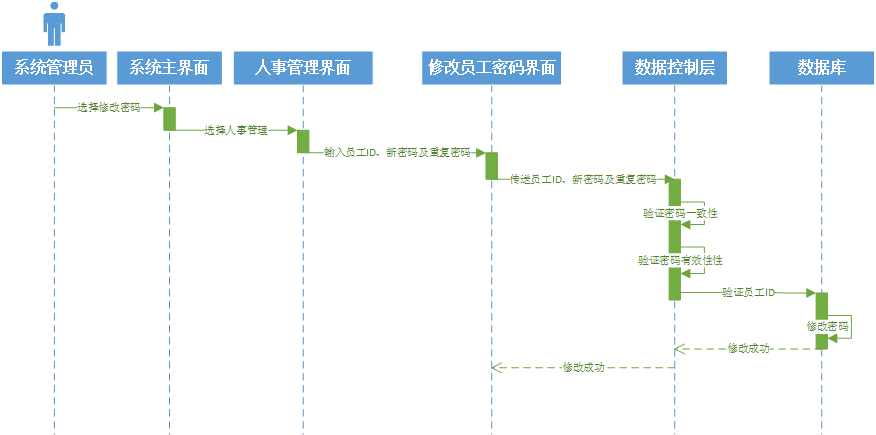 系统管理员
系统主界面
人事管理界面
修改员工密码界面
数据控制层
数据库
选择修改密码
选择人事管理
输入员工ID、新密码及重复密码
传送员工ID、新密码及重复密码
验证密码一致性
验证密码有效性性
验证员工ID
修改密码
修改成功
修改成功